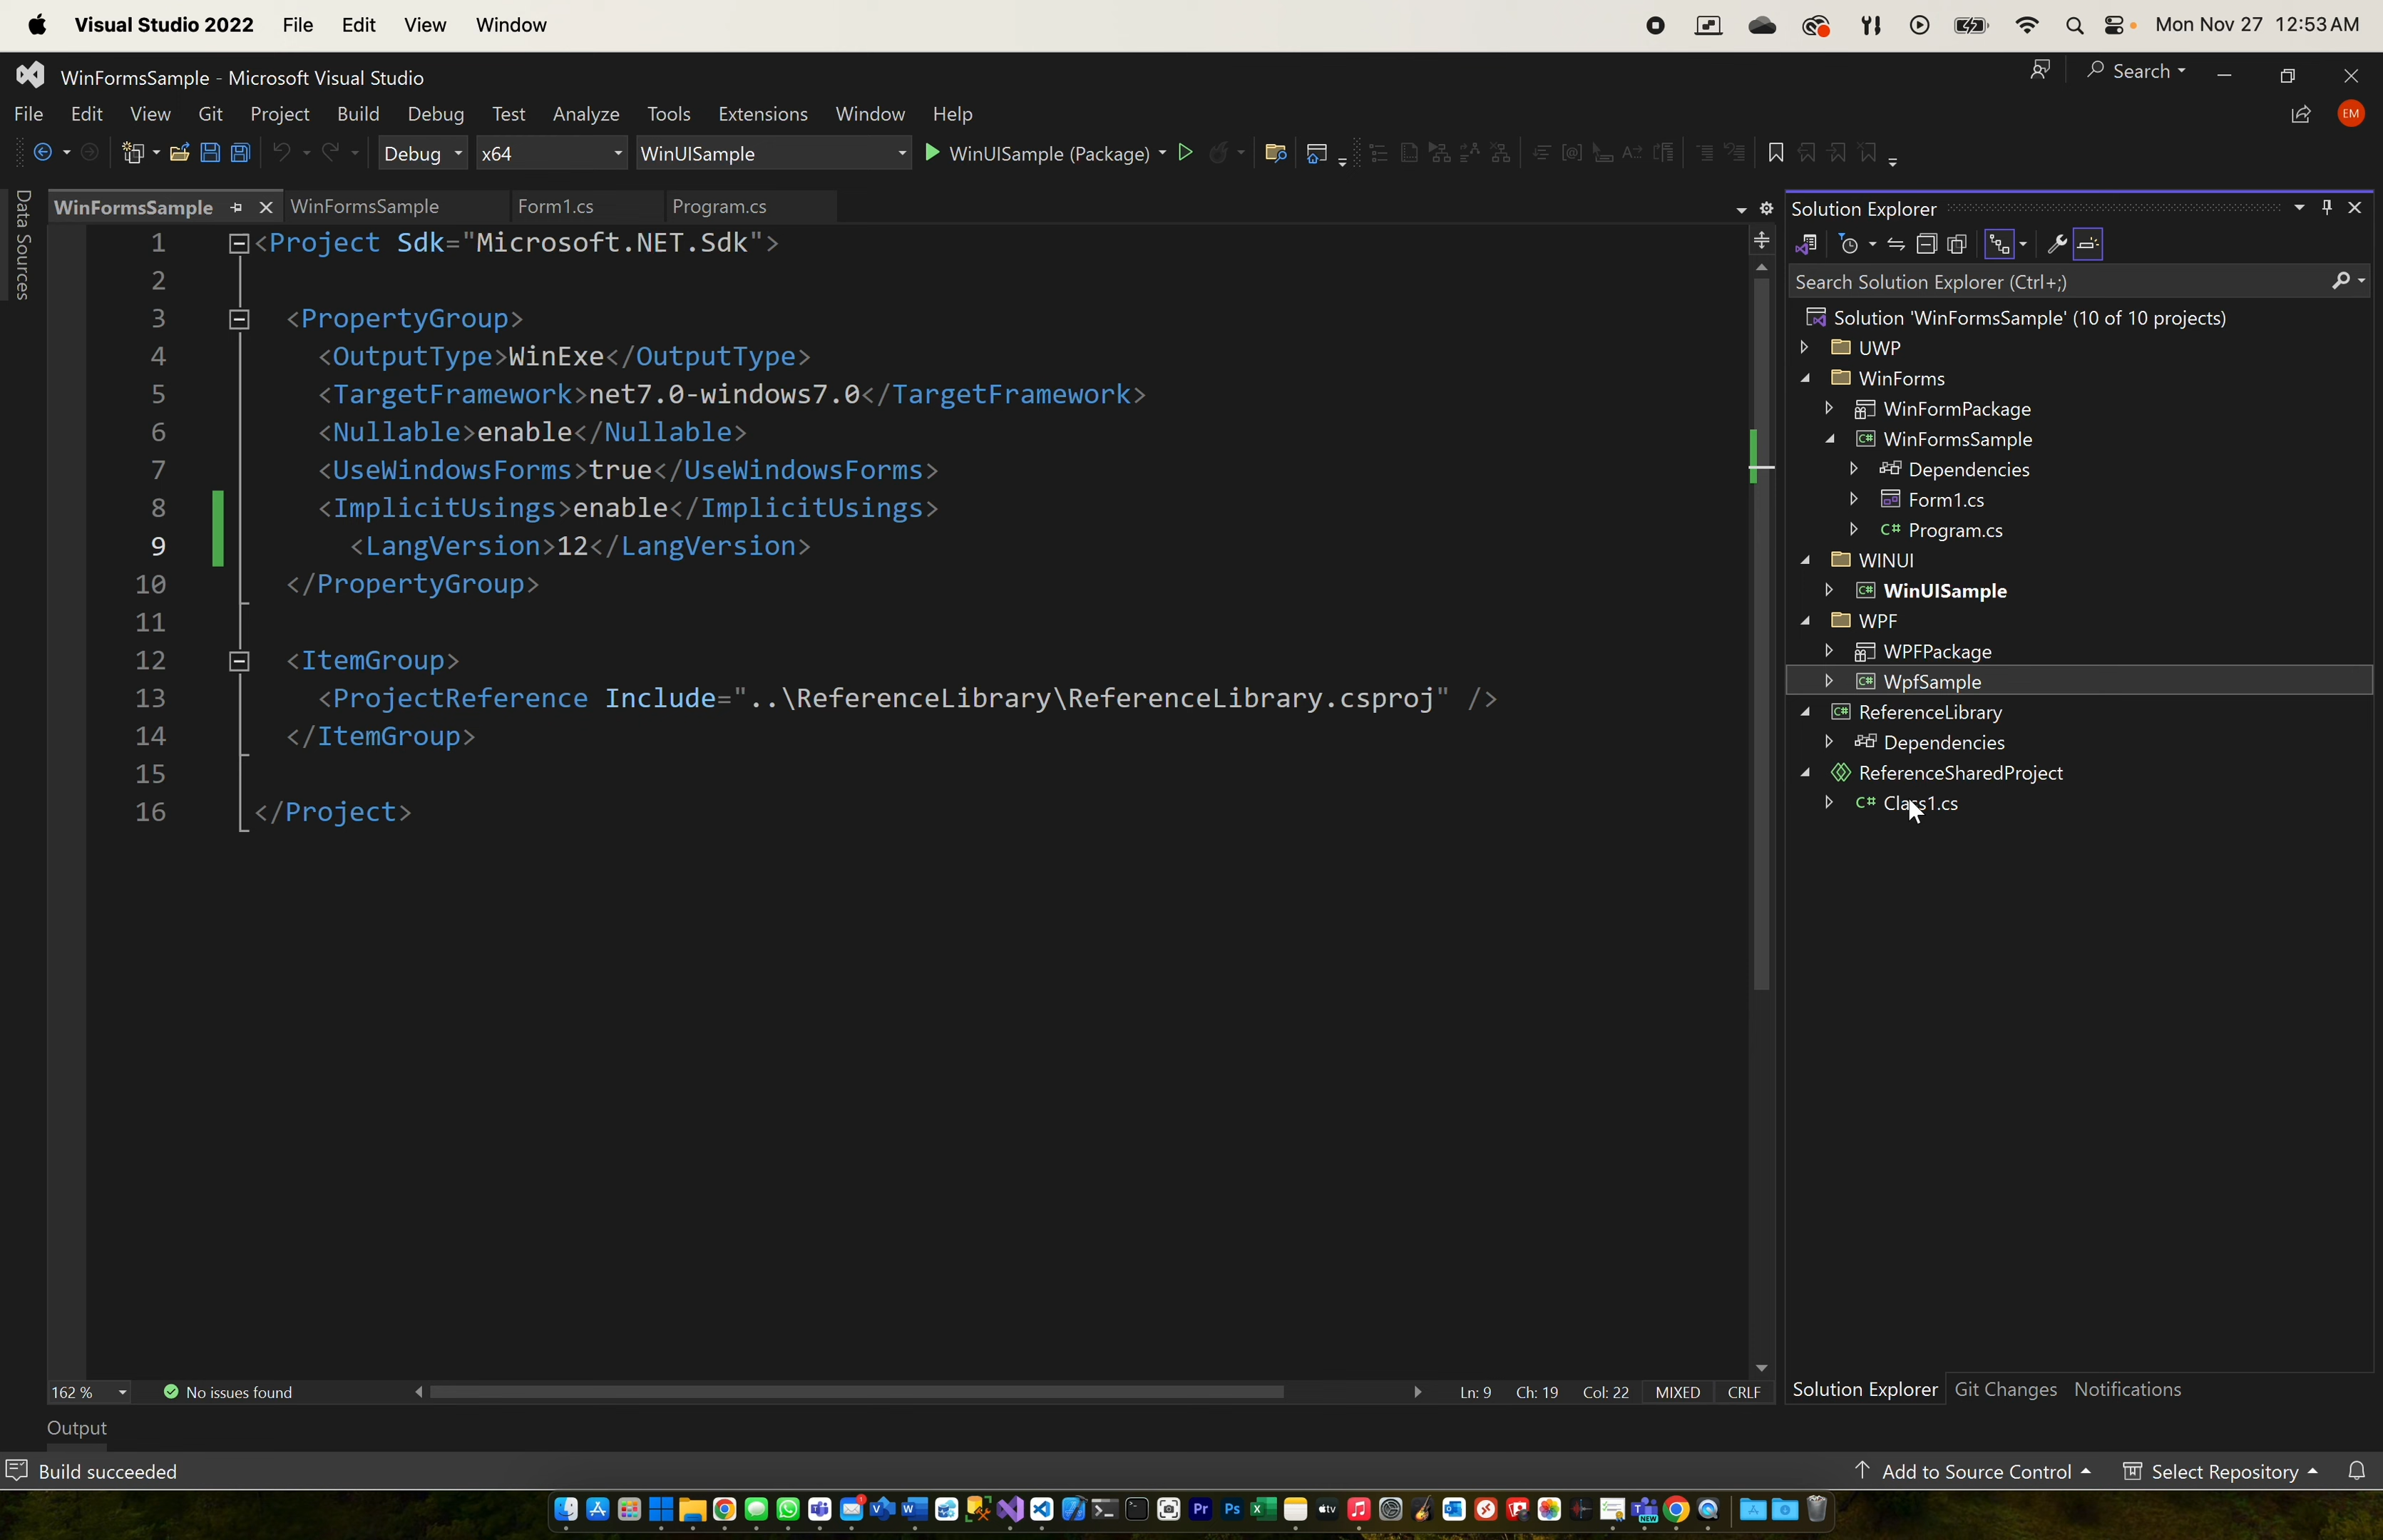 Visual Studio 2022 File Edit View Window Mon Nov 27 12:53 AM
WinFormsSample - Microsoft Visual Studio Search
File Edit View Git Project Build Debug Test Analyze Tools Extensions Window Help EM
Debug x64 WinUISample WinUISample (Package)
Data Sources
WinFormsSample WinFormsSample Form1.cs Program.cs
1 <Project Sdk="Microsoft.NET.Sdk">
2
3 <PropertyGroup>
4 <OutputType>WinExe</OutputType>
5 <TargetFramework>net7.0-windows7.0</TargetFramework>
6 <Nullable>enable</Nullable>
7 <UseWindowsForms>true</UseWindowsForms>
8 <ImplicitUsings>enable</ImplicitUsings>
9 <LangVersion>12</LangVersion>
10 </PropertyGroup>
11
12 <ItemGroup>
13 <ProjectReference Include="..\ReferenceLibrary\ReferenceLibrary.csproj" />
14 </ItemGroup>
15
16 </Project>
Solution Explorer
Search Solution Explorer (Ctrl+;)
Solution 'WinFormsSample' (10 of 10 projects)
UWP
WinForms
WinFormPackage
C# WinFormsSample
Dependencies
Form1.cs
C# Program.cs
WINUI
C# WinUISample
WPF
WPFPackage
C# WpfSample
C# ReferenceLibrary
Dependencies
ReferenceSharedProject
C# Class1.cs
162 % No issues found Ln: 9 Ch: 19 Col: 22 MIXED CRLF
Solution Explorer Git Changes Notifications
Output
Build succeeded Add to Source Control Select Repository
Pr Ps tv NEW